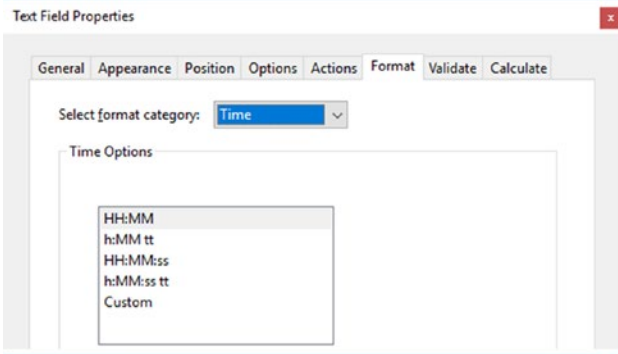 Text Field Properties
x
General Appearance Position Options Actions Format Validate Calculate
Select format category: Time
Time Options
HH:MM
h:MM tt
HH:MM:ss
h:MM:ss tt
Custom